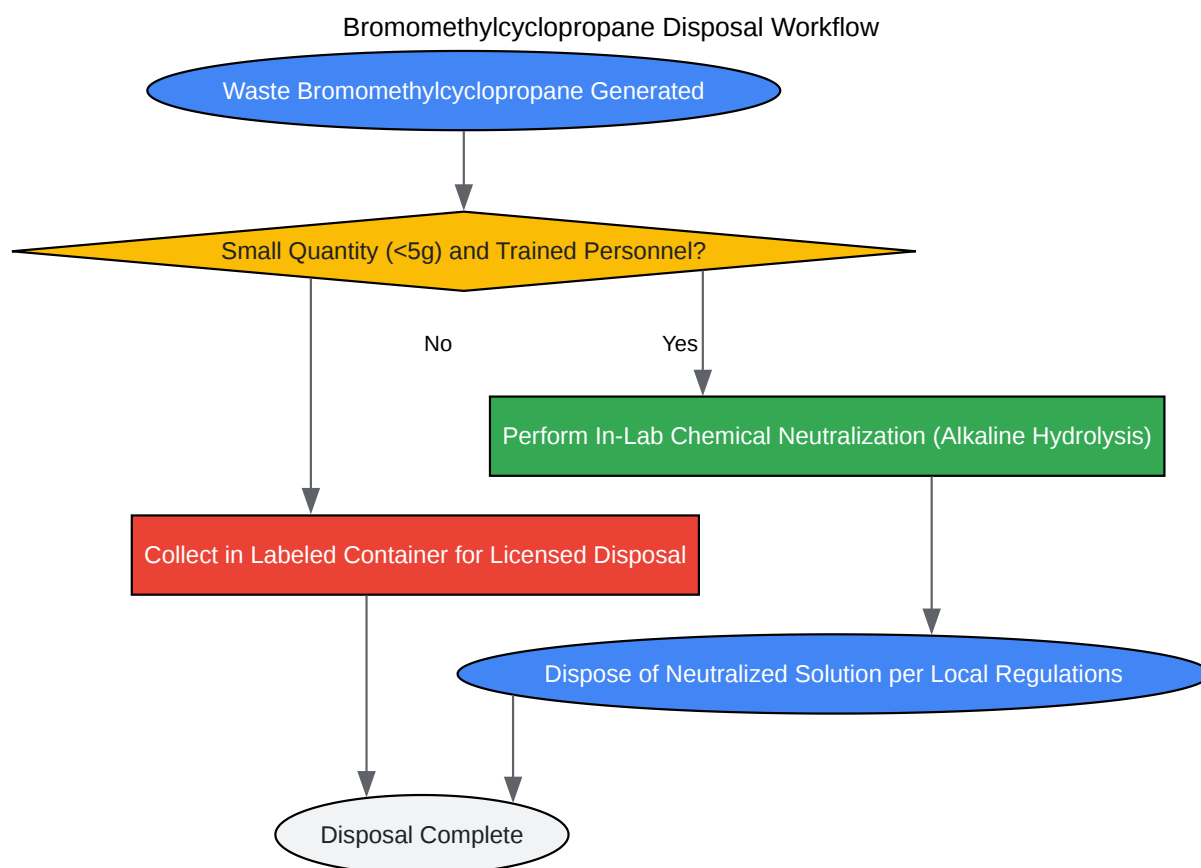 Bromomethylcyclopropane Disposal Workflow
Waste Bromomethylcyclopropane Generated
Small Quantity (<5g) and Trained Personnel?
No
Yes
Perform In-Lab Chemical Neutralization (Alkaline Hydrolysis)
Collect in Labeled Container for Licensed Disposal
Dispose of Neutralized Solution per Local Regulations
Disposal Complete